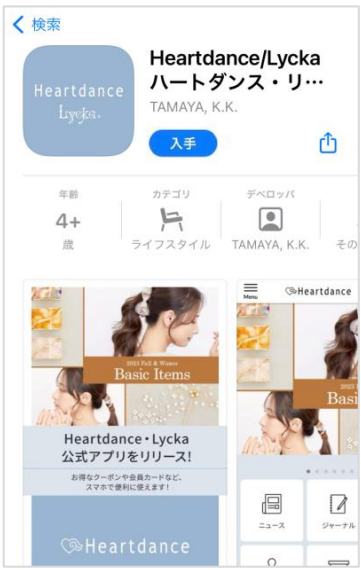 検索
Heartdance
Lycka.
Heartdance/Lycka
ハートダンス・リ…
TAMAYA, K.K.
入手
年齢
4+
歳
カテゴリ
ライフスタイル
デベロッパ
TAMAYA, K.K.
その
2023 Fall & Winter
Basic Items
Heartdance・Lycka
公式アプリをリリース!
お得なクーポンや会員カードなど、
スマホで便利に使えます!
Heartdance
Menu
Heartdance
2023
Basi
ニュース
ジャーナル